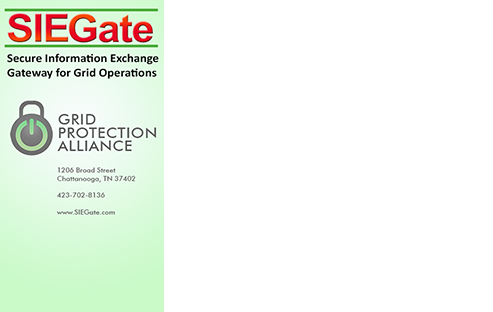 SIEGate
Secure Information Exchange
Gateway for Grid Operations
GRID
PROTECTION
ALLIANCE
1206 Broad Street
Chattanooga, TN 37402
423-702-8136
www.SIEGate.com